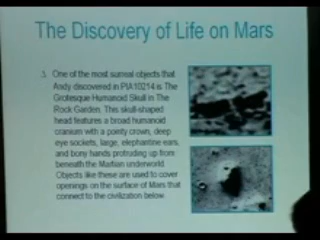 The Discovery of Life on Mars
3. One of the most surreal objects that
Andy discovered in PIA10214 is The
Grotesque Humanoid Skull in The
Rock Garden. This skull-shaped
head features a broad humanoid
cranium with a pointy crown, deep
eye sockets, large, elephantine ears,
and bony hands protruding up from
beneath the Martian underworld.
Objects like these are used to cover
openings on the surface of Mars that
connect to the civilization below.